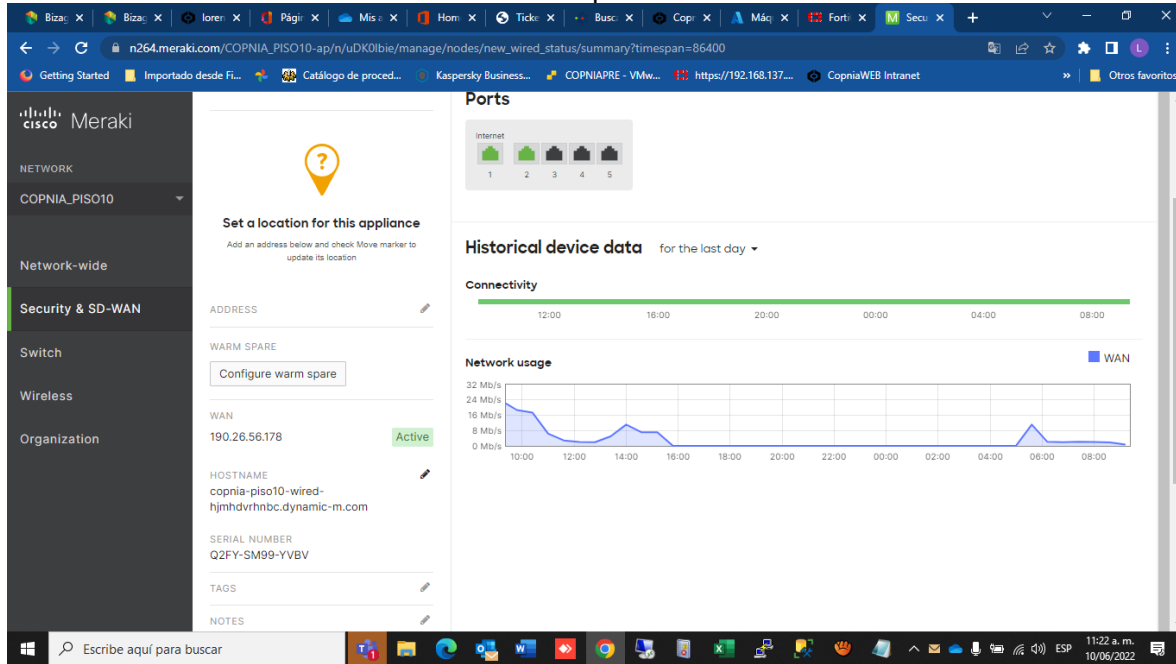 Bizag
Bizag
loren
Págir
Mis a
Hom
Ticke
Busca
Copr
Máq
Forti
Secu
n264.meraki.com/COPNIA_PISO10-ap/n/uDK0Ibie/manage/nodes/new_wired_status/summary?timespan=86400
L
Getting Started
Importado desde Fi...
Catálogo de proced...
Kaspersky Business...
COPNIAPRE - VMw...
https://192.168.137....
CopniaWEB Intranet
»
Otros favoritos
cisco Meraki
NETWORK
COPNIA_PISO10
Network-wide
Security & SD-WAN
Switch
Wireless
Organization
?
Set a location for this appliance
Add an address below and check Move marker to
update its location
ADDRESS
WARM SPARE
Configure warm spare
WAN
190.26.56.178 Active
HOSTNAME
copnia-piso10-wired-
hjmhdvrhnbc.dynamic-m.com
SERIAL NUMBER
Q2FY-SM99-YVBV
TAGS
NOTES
Ports
Internet
1 2 3 4 5
Historical device data for the last day
Connectivity
12:00 16:00 20:00 00:00 04:00 08:00
Network usage
WAN
32 Mb/s
24 Mb/s
16 Mb/s
8 Mb/s
0 Mb/s
10:00 12:00 14:00 16:00 18:00 20:00 22:00 00:00 02:00 04:00 06:00 08:00
Escribe aquí para buscar
ESP
11:22 a. m.
10/06/2022